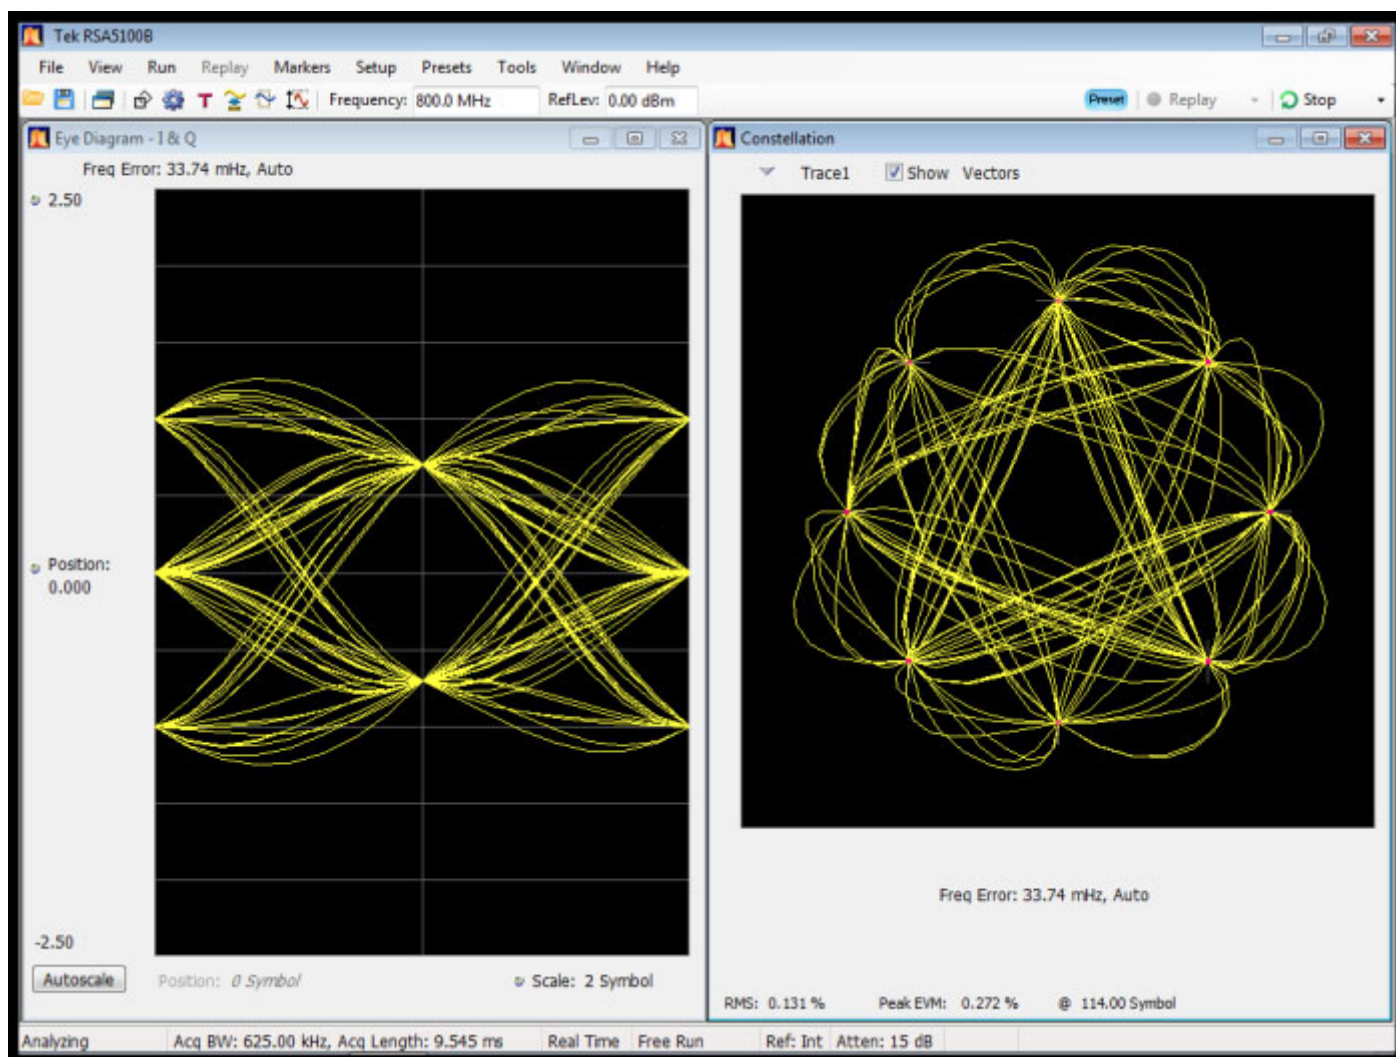 Tek RSA5100B
File View Run Replay Markers Setup Presets Tools Window Help
Frequency: 800.0 MHz RefLev: 0.00 dBm Preset Replay Stop
Eye Diagram - I & Q
Freq Error: 33.74 mHz, Auto
2.50
Position:
0.000
-2.50
Autoscale Position: 0 Symbol Scale: 2 Symbol
Constellation
Trace1 Show Vectors
Freq Error: 33.74 mHz, Auto
RMS: 0.131 % Peak EVM: 0.272 % @ 114.00 Symbol
Analyzing Acq BW: 625.00 kHz, Acq Length: 9.545 ms Real Time Free Run Ref: Int Atten: 15 dB